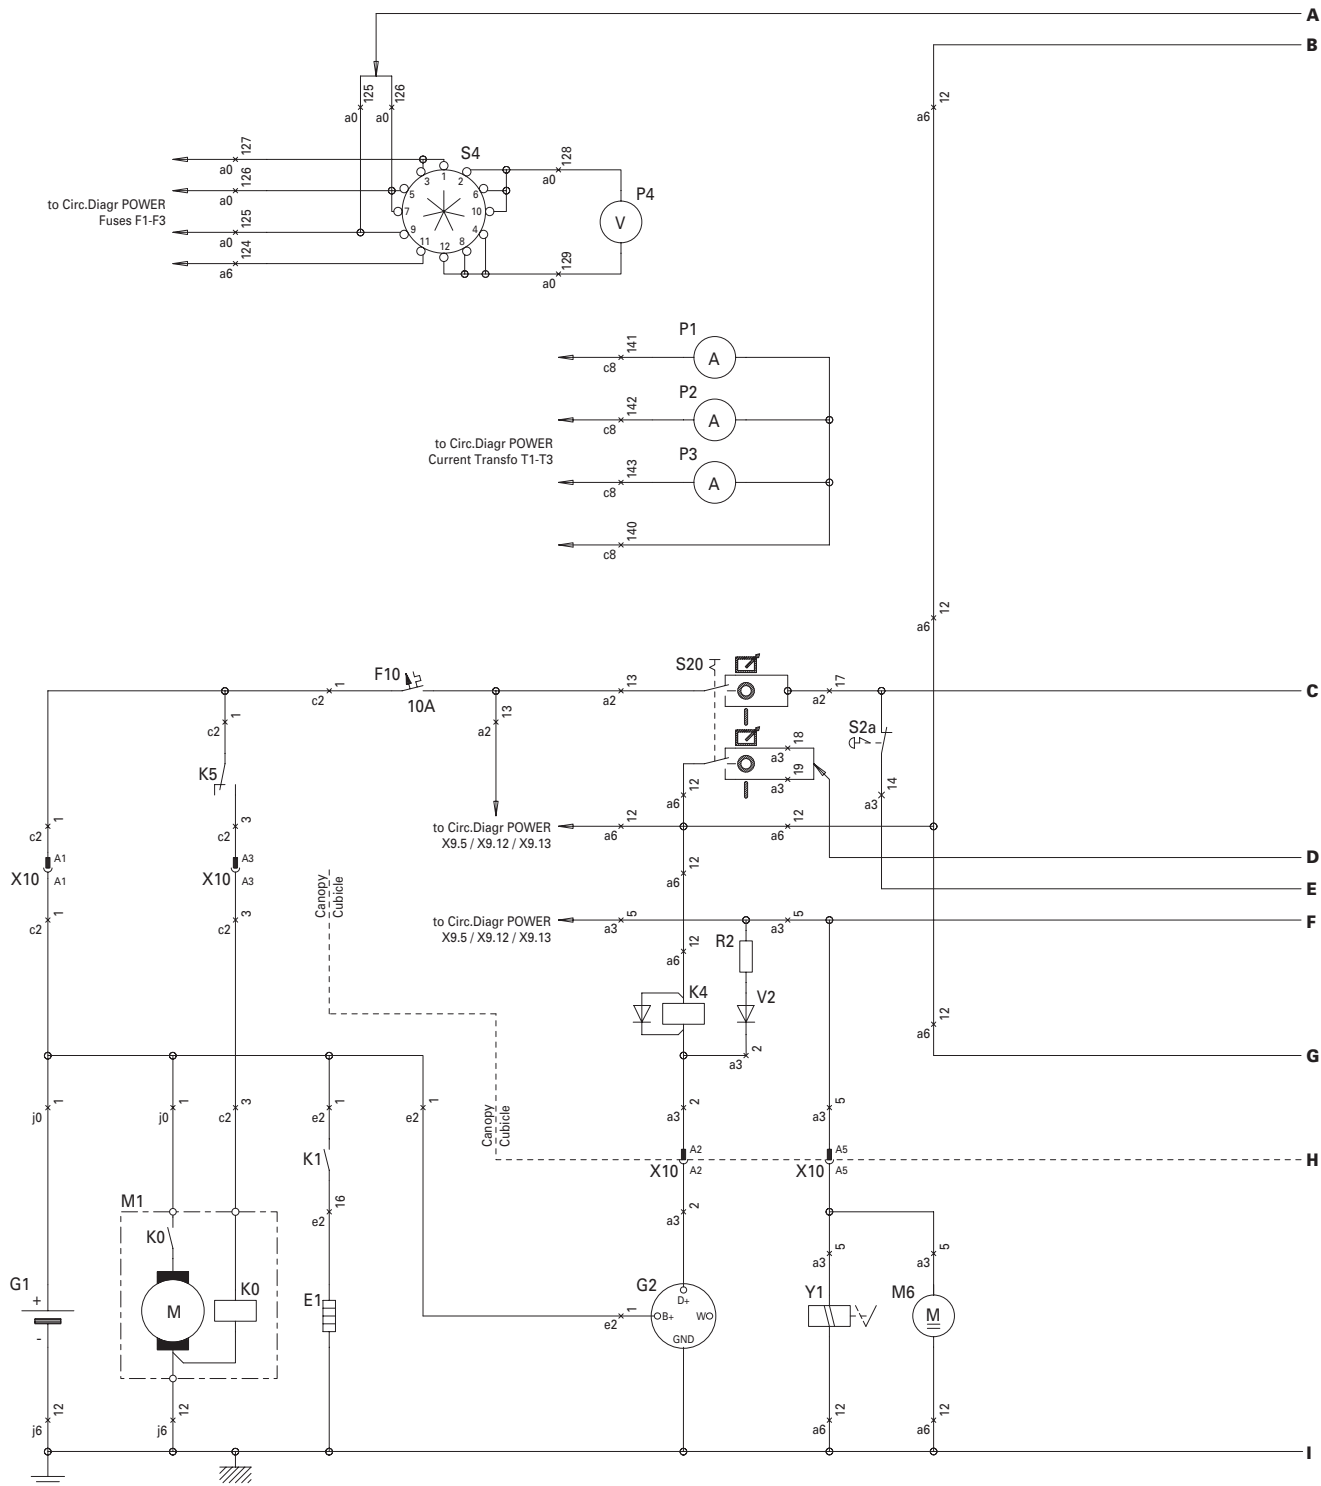 A
B
125
126
12
a0
a0
a6
127
S4
128
a0
126
a0
a0
P4
to Circ.Diagr POWER
Fuses F1-F3
125
a0
124
a6
1
2
3
4
5
6
7
8
9
10
11
12
V
129
a0
P1
141
A
c8
P2
142
A
c8
to Circ.Diagr POWER
Current Transfo T1-T3
P3
143
A
c8
140
c8
12
a6
F10
10A
1
c2
13
a2
13
a2
S20
17
a2
C
1
c2
K5
S2a
18
a3
19
a3
14
a3
12
a6
1
c2
3
c2
to Circ.Diagr POWER
X9.5 / X9.12 / X9.13
12
a6
12
a6
D
X10
A1
A1
X10
A3
A3
Canopy
Cubicle
12
a6
E
1
c2
3
c2
to Circ.Diagr POWER
X9.5 / X9.12 / X9.13
5
a3
5
a3
F
12
a6
R2
K4
V2
12
a6
2
a3
G
1
j0
1
j0
3
c2
1
e2
1
e2
Canopy
Cubicle
2
a3
5
a3
K1
X10
A2
A2
X10
A5
A5
H
M1
16
e2
2
a3
K0
5
a3
5
a3
G1
+
-
M
K0
E1
1
e2
G2
D+
B+
W
GND
Y1
M6
M
12
j6
12
j6
12
a6
12
a6
I